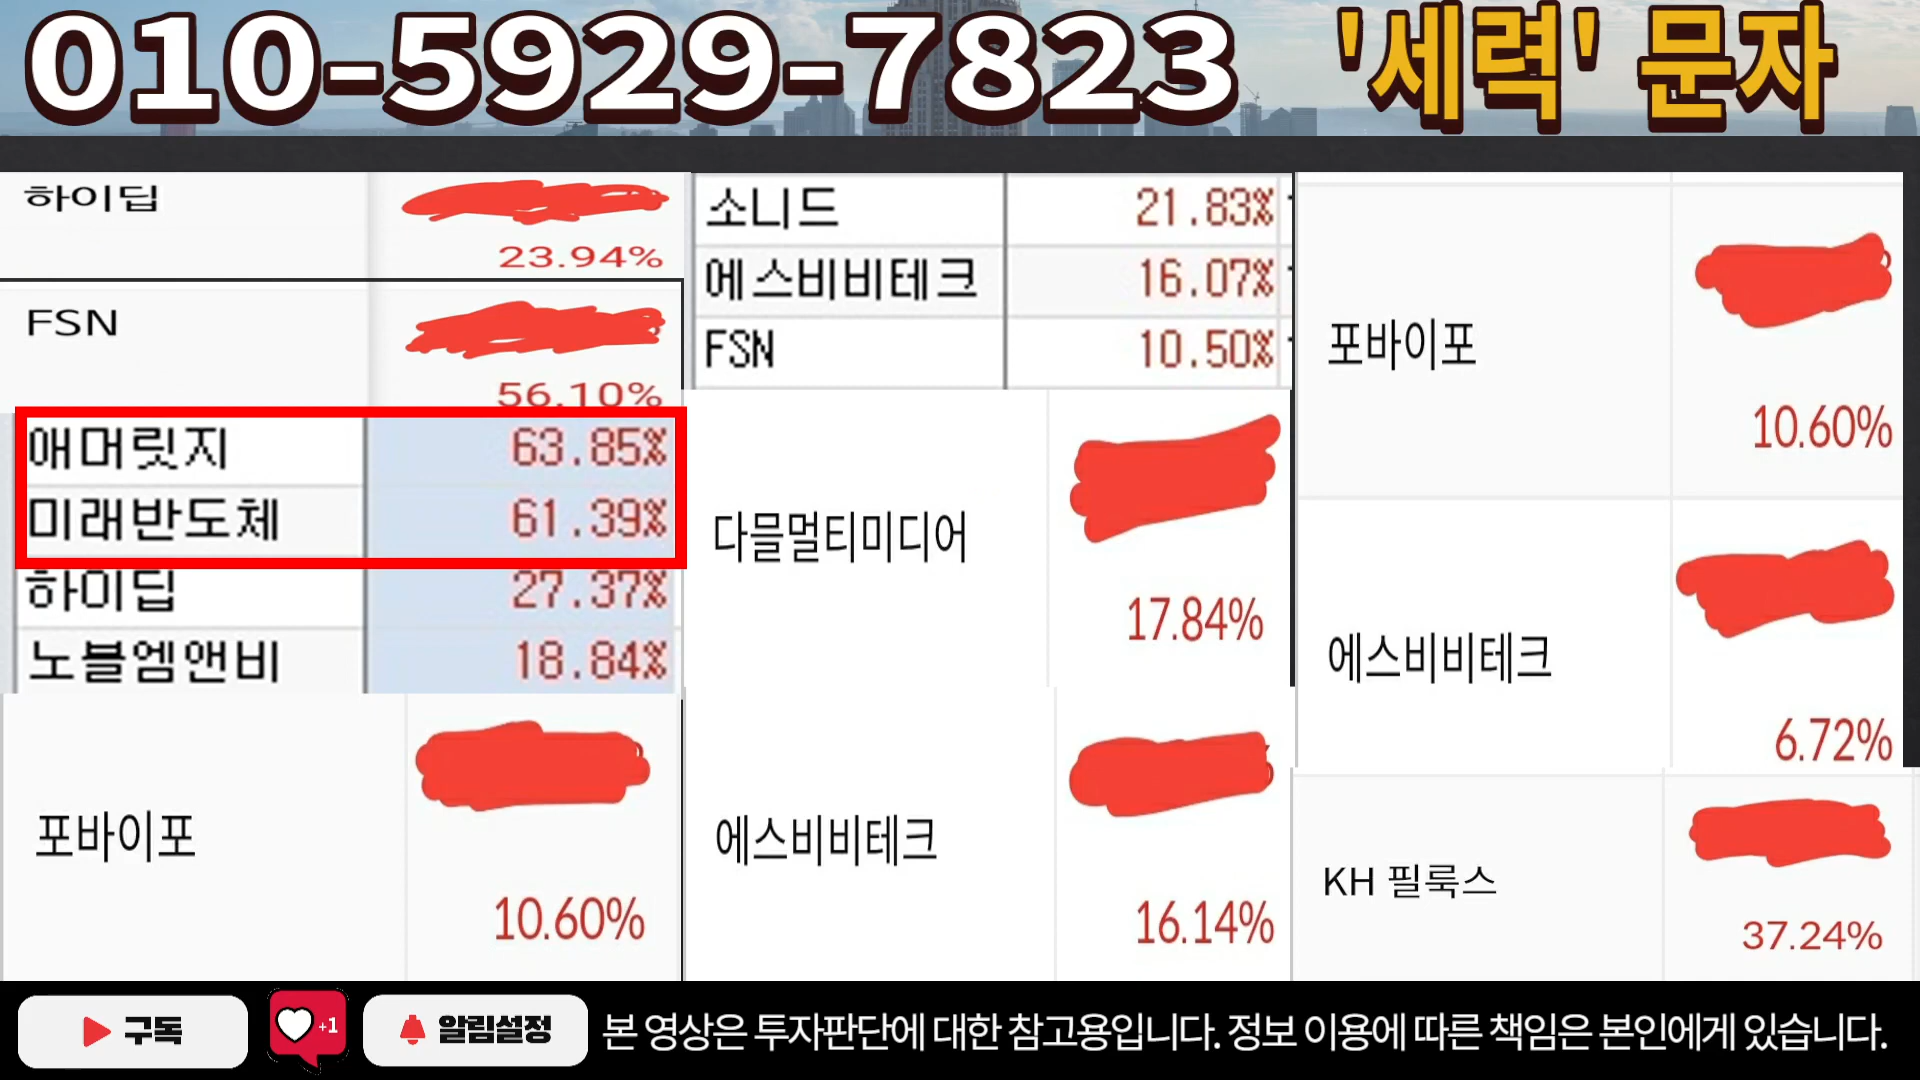 010-5929-7823 '세력' 문자
하이딥
23.94%
FSN
56.10%
애머릿지 63.85%
미래반도체 61.39%
하이딥 27.37%
노블엠앤비 18.84%
포바이포
10.60%
소니드 21.83%
에스비비테크 16.07%
FSN 10.50%
다믈멀티미디어
17.84%
에스비비테크
16.14%
포바이포
10.60%
에스비비테크
6.72%
KH 필룩스
37.24%
구독 +1 알림설정 본 영상은 투자판단에 대한 참고용입니다. 정보 이용에 따른 책임은 본인에게 있습니다.